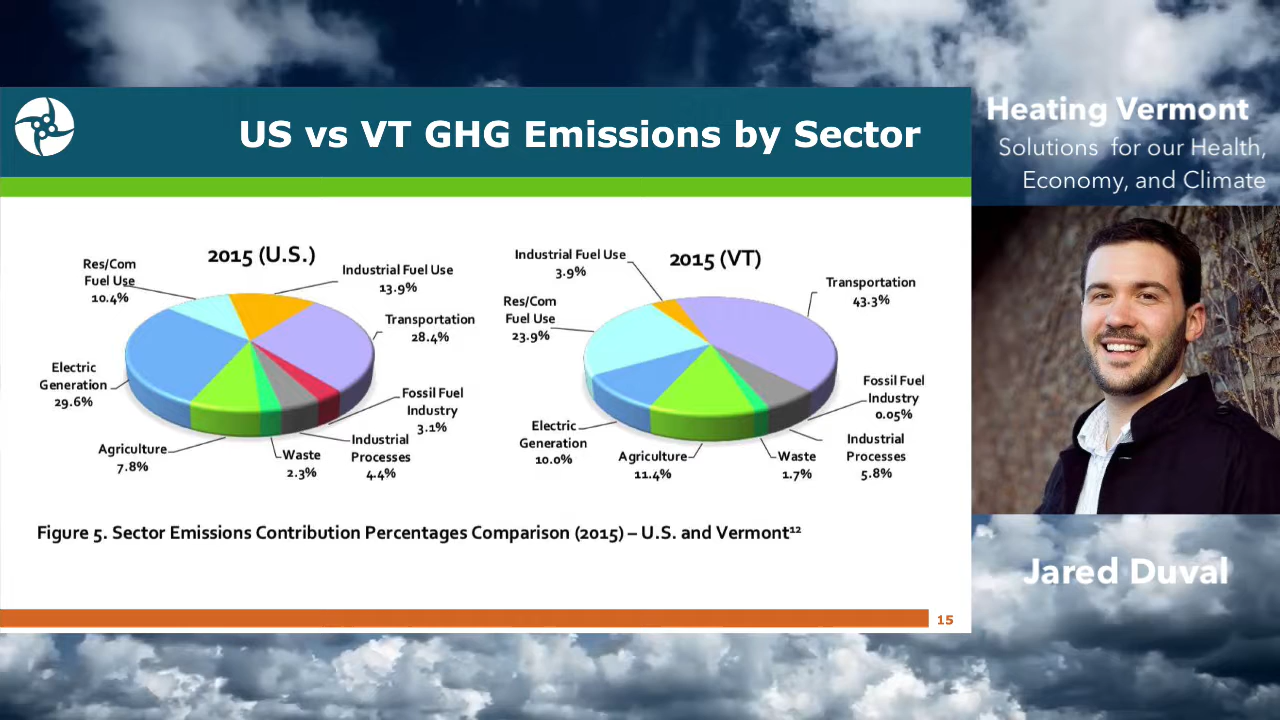 US vs VT GHG Emissions by Sector
Heating Vermont
Solutions for our Health,
Economy, and Climate
2015 (U.S.)
Res/Com
Fuel Use
10.4%
Industrial Fuel Use
13.9%
Transportation
28.4%
Electric
Generation
29.6%
Fossil Fuel
Industry
3.1%
Agriculture
7.8%
Waste
2.3%
Industrial
Processes
4.4%
2015 (VT)
Industrial Fuel Use
3.9%
Transportation
43.3%
Res/Com
Fuel Use
23.9%
Fossil Fuel
Industry
0.05%
Electric
Generation
10.0%
Agriculture
11.4%
Waste
1.7%
Industrial
Processes
5.8%
Figure 5. Sector Emissions Contribution Percentages Comparison (2015) – U.S. and Vermont¹²
15
Jared Duval